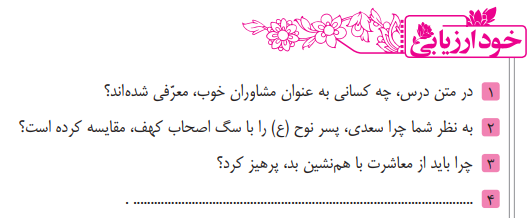 خودارزیابی
۱ در متن درس، چه کسانی به عنوان مشاوران خوب، معرّفی شده‌اند؟
۲ به نظر شما چرا سعدی، پسر نوح (ع) را با سگ اصحاب کهف، مقایسه کرده است؟
۳ چرا باید از معاشرت با هم‌نشین بد، پرهیز کرد؟
۴ ........................................................................................................ .